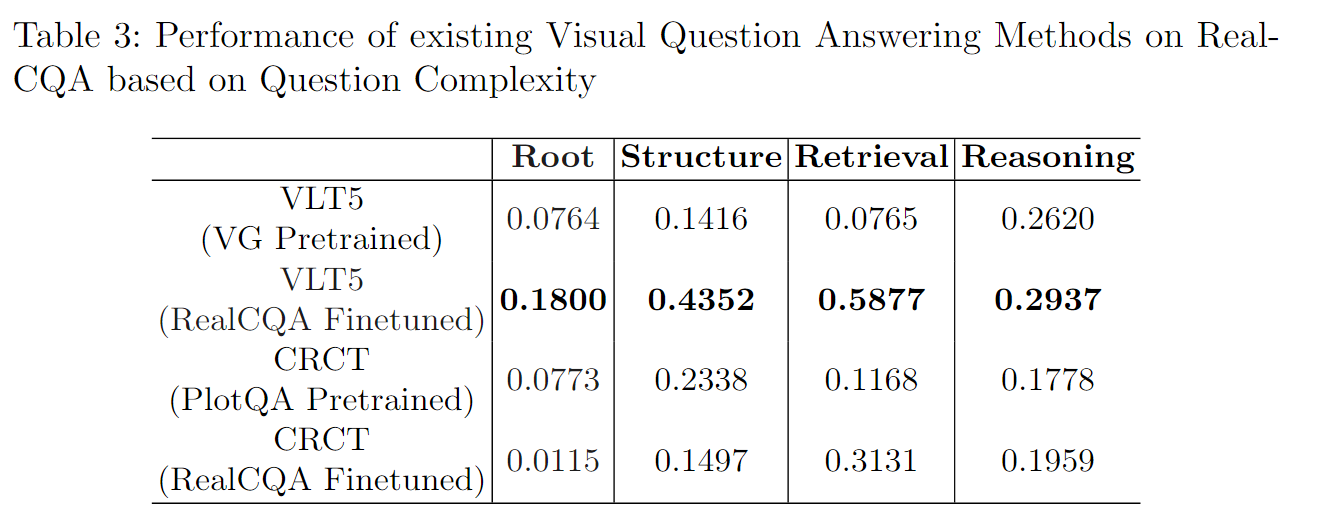 Table 3: Performance of existing Visual Question Answering Methods on Real-
CQA based on Question Complexity
Root Structure Retrieval Reasoning
VLT5
(VG Pretrained) 0.0764 0.1416 0.0765 0.2620
VLT5
(RealCQA Finetuned) 0.1800 0.4352 0.5877 0.2937
CRCT
(PlotQA Pretrained) 0.0773 0.2338 0.1168 0.1778
CRCT
(RealCQA Finetuned) 0.0115 0.1497 0.3131 0.1959